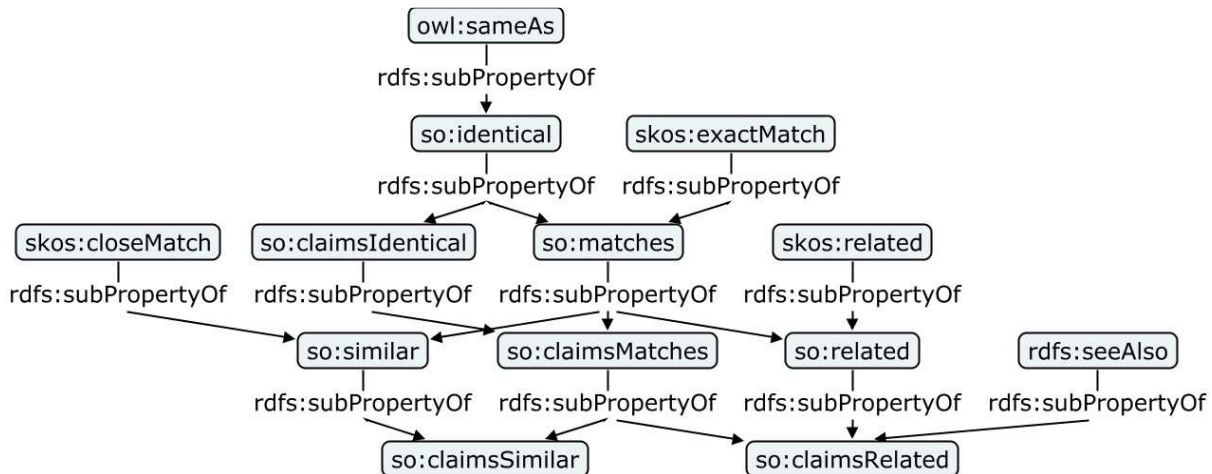 owl:sameAs
rdfs:subPropertyOf
so:identical skos:exactMatch
rdfs:subPropertyOf rdfs:subPropertyOf
skos:closeMatch so:claimsIdentical so:matches skos:related
rdfs:subPropertyOf rdfs:subPropertyOf rdfs:subPropertyOf rdfs:subPropertyOf
so:similar so:claimsMatches so:related rdfs:seeAlso
rdfs:subPropertyOf rdfs:subPropertyOf rdfs:subPropertyOf rdfs:subPropertyOf
so:claimsSimilar so:claimsRelated